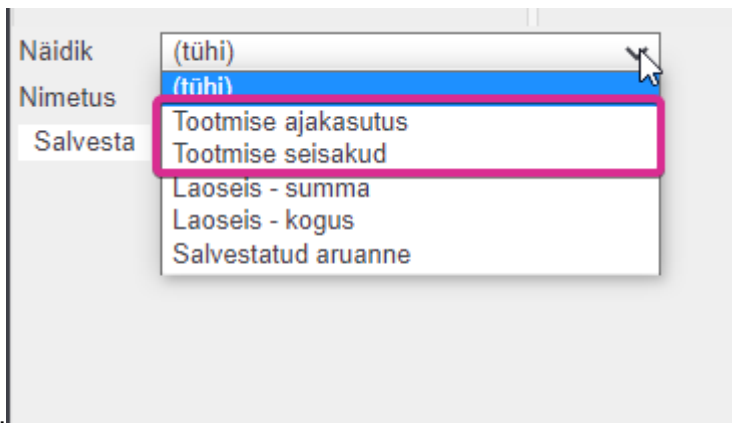 Näidik (tühi)
(tühi)
Nimetus
Tootmise ajakasutus
Salvesta
Tootmise seisakud
Laoseis - summa
Laoseis - kogus
Salvestatud aruanne